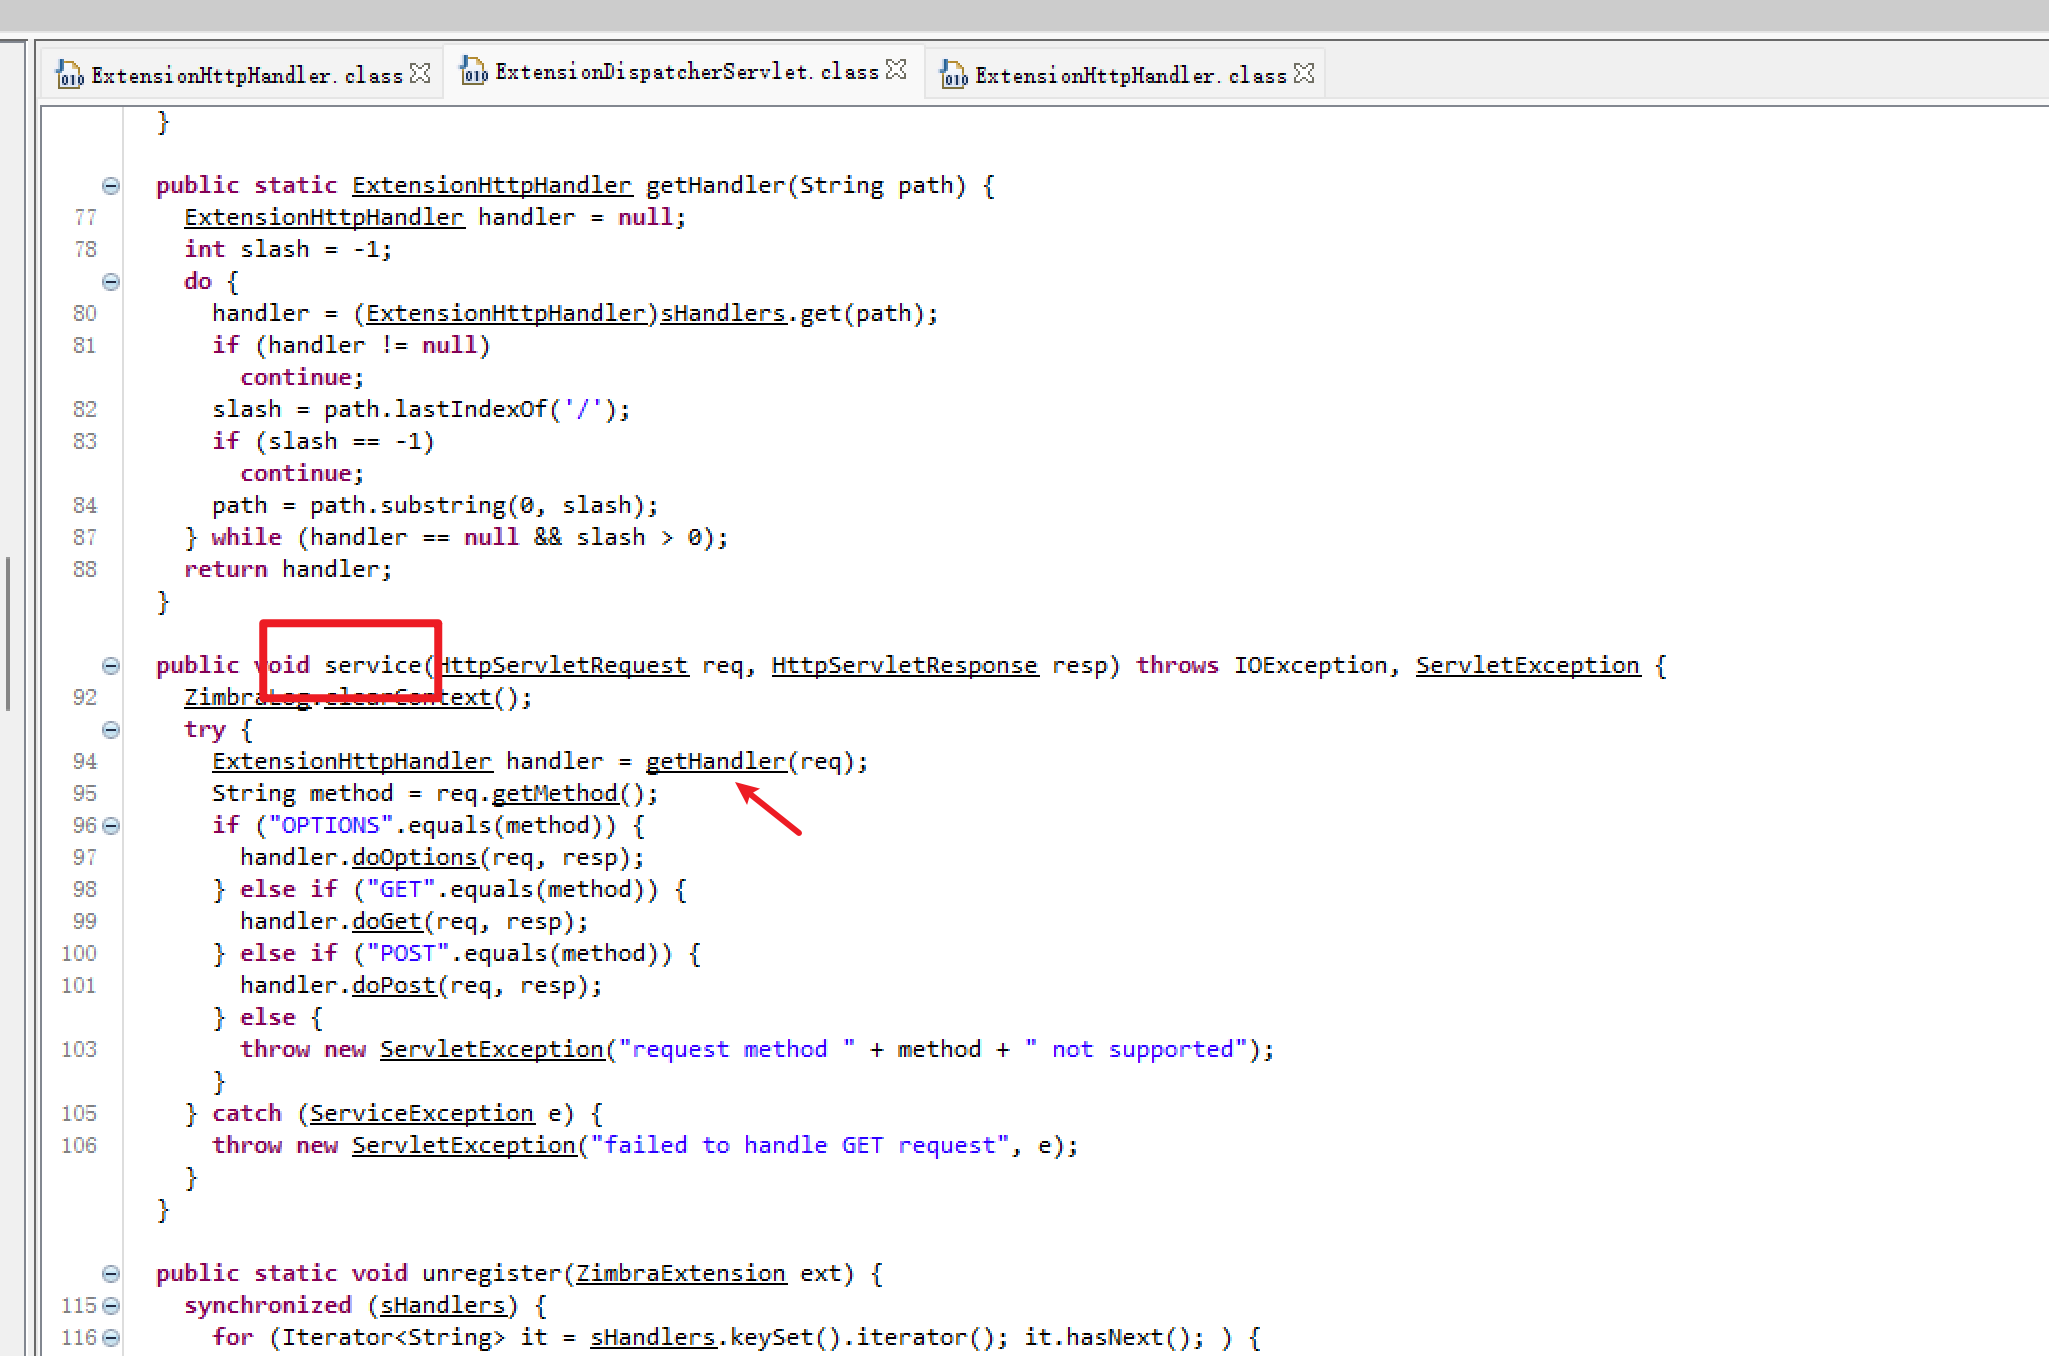 ExtensionHttpHandler.class ExtensionDispatcherServlet.class ExtensionHttpHandler.class
}
public static ExtensionHttpHandler getHandler(String path) {
77 ExtensionHttpHandler handler = null;
78 int slash = -1;
do {
80 handler = (ExtensionHttpHandler)sHandlers.get(path);
81 if (handler != null)
continue;
82 slash = path.lastIndexOf('/');
83 if (slash == -1)
continue;
84 path = path.substring(0, slash);
87 } while (handler == null && slash > 0);
88 return handler;
}
public void service(HttpServletRequest req, HttpServletResponse resp) throws IOException, ServletException {
92 ZimbraLog.clearContext();
try {
94 ExtensionHttpHandler handler = getHandler(req);
95 String method = req.getMethod();
96 if ("OPTIONS".equals(method)) {
97 handler.doOptions(req, resp);
98 } else if ("GET".equals(method)) {
99 handler.doGet(req, resp);
100 } else if ("POST".equals(method)) {
101 handler.doPost(req, resp);
} else {
103 throw new ServletException("request method " + method + " not supported");
}
105 } catch (ServiceException e) {
106 throw new ServletException("failed to handle GET request", e);
}
}
public static void unregister(ZimbraExtension ext) {
115 synchronized (sHandlers) {
116 for (Iterator<String> it = sHandlers.keySet().iterator(); it.hasNext(); ) {